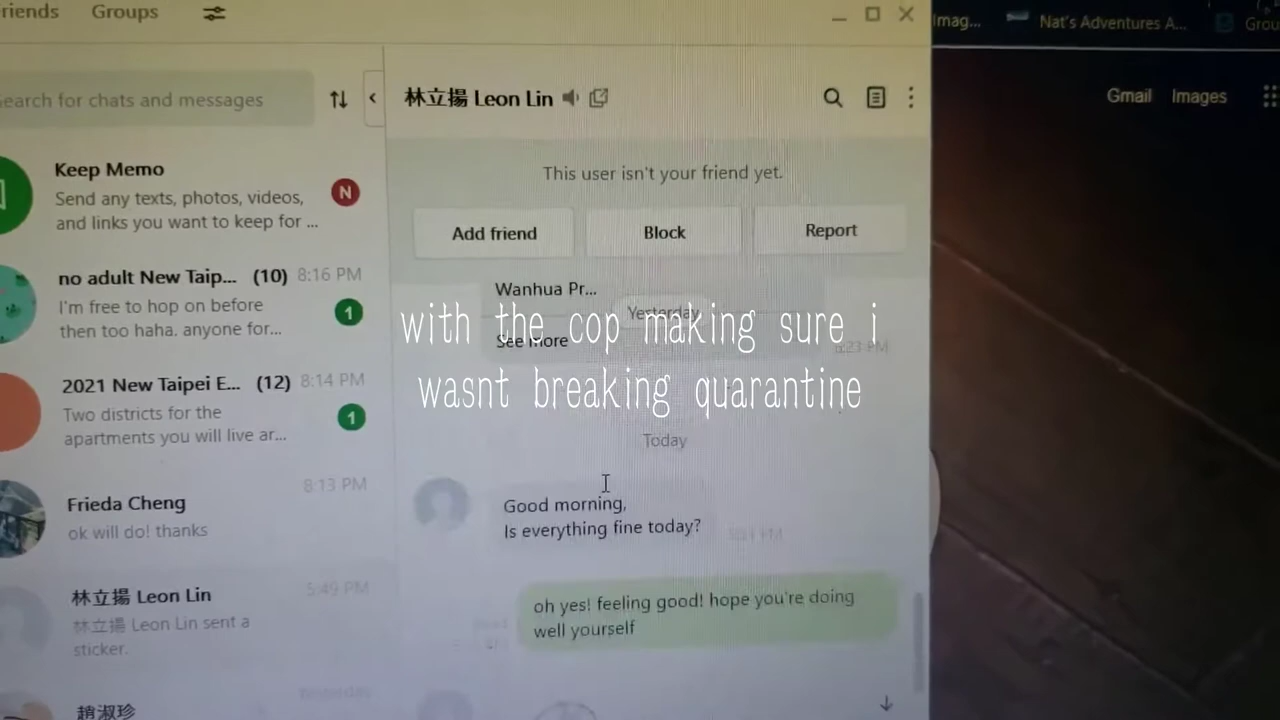 Groups
Imag...
Nat's Adventures A...
Gmail
Images
Search for chats and messages
林立揚 Leon Lin
This user isn't your friend yet.
Add friend
Block
Report
Keep Memo
Send any texts, photos, videos,
and links you want to keep for ...
N
no adult New Taip... (10) 8:16 PM
I'm free to hop on before
then too haha. anyone for...
1
2021 New Taipei E... (12) 8:14 PM
Two districts for the
apartments you will live ar...
1
Frieda Cheng
8:13 PM
ok will do! thanks
林立揚 Leon Lin
5:49 PM
林立揚 Leon Lin sent a
sticker.
Yesterday
趙淑珍
Wanhua Pr...
Yesterday
See more
with the cop making sure i
wasnt breaking quarantine
Today
Good morning,
Is everything fine today?
oh yes! feeling good! hope you're doing
well yourself